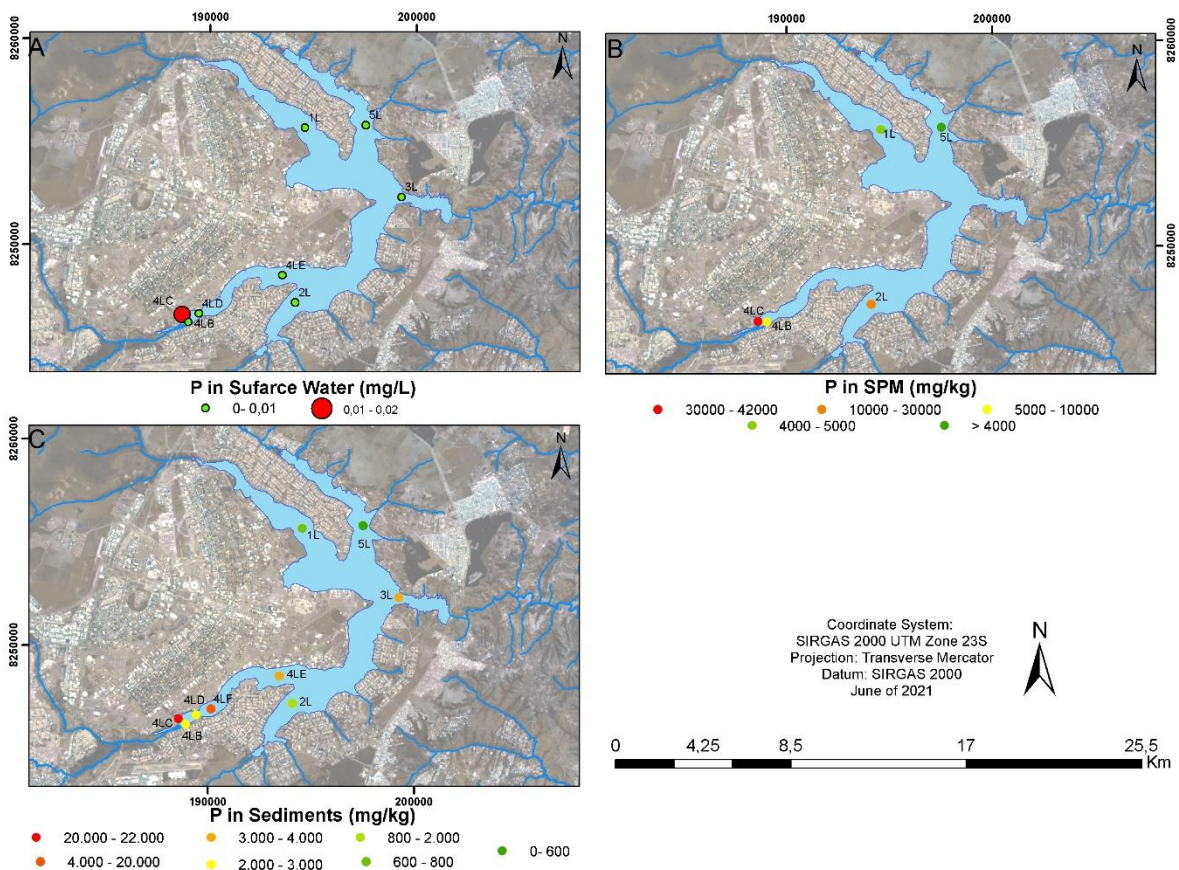 190000
200000
190000
200000
8260000
A
N
B
N
8260000
5L
1L
5L
1L
3L
8250000
8250000
4LE
2L
4LC
4LD
4LB
2L
4LC
4LB
P in Sufarce Water (mg/L)
0- 0,01
0,01 - 0,02
P in SPM (mg/kg)
30000 - 42000
10000 - 30000
5000 - 10000
4000 - 5000
> 4000
C
N
8260000
1L
5L
3L
8250000
4LE
4LD
4LF
2L
4LC
4LB
190000
200000
P in Sediments (mg/kg)
20.000 - 22.000
3.000 - 4.000
800 - 2.000
0- 600
4.000 - 20.000
2.000 - 3.000
600 - 800
Coordinate System:
SIRGAS 2000 UTM Zone 23S
Projection: Transverse Mercator
Datum: SIRGAS 2000
June of 2021
N
0
4,25
8,5
17
25,5
Km